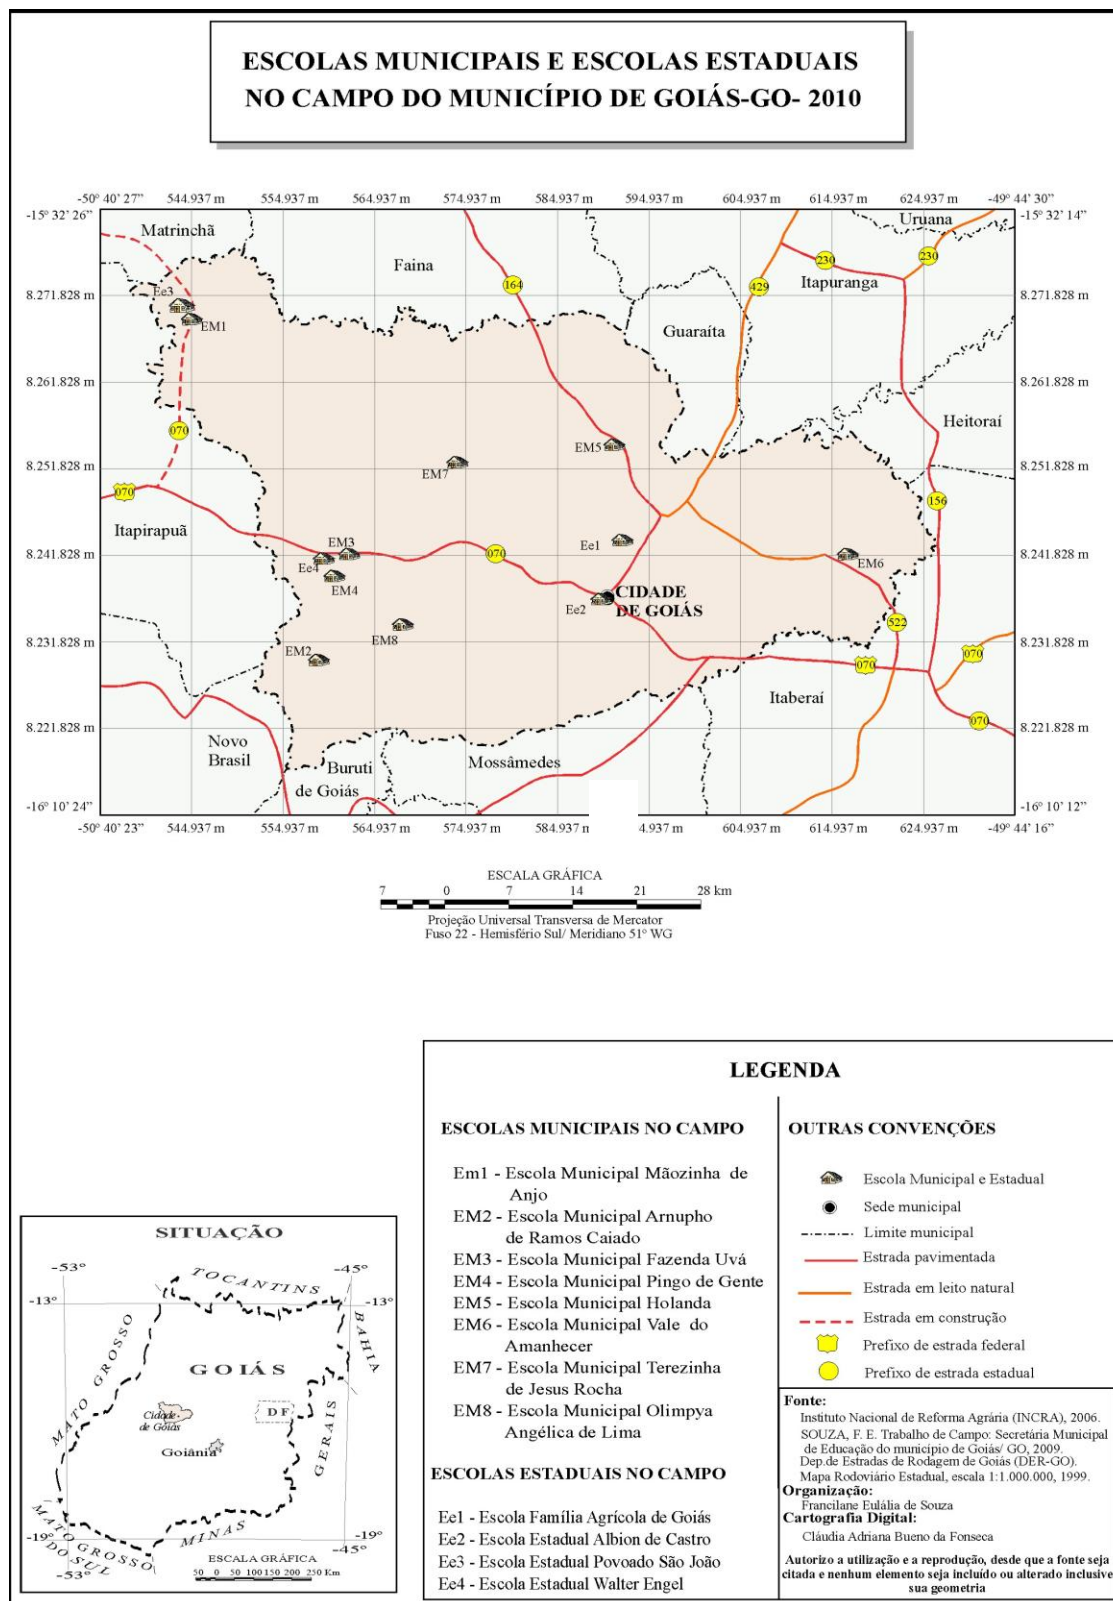 ESCOLAS MUNICIPAIS E ESCOLAS ESTADUAIS
NO CAMPO DO MUNICÍPIO DE GOIÁS-GO- 2010
-50º 40' 27” 544.937m 554.937 m 564.937 m 574.937 m 584.937 m 594.937 m 604.937 m 614.937 m 624.937 m -49º 44' 30”
-15º 32' 26” -15º 32' 14”
Matrinchã
Faina
Uruana
230
230
Itapuranga
164
429
8.271.828 m 8.271.828 m
Ee3
EM1
Guaraíta
8.261.828 m 8.261.828 m
Heitoraí
070
EM5
EM7
8.251.828 m 8.251.828 m
070
156
Itapirapuã
EM3
Ee1
8.241.828 m 8.241.828 m
070
Ee4
EM4
EM6
CIDADE
DE GOIÁS
Ee2
522
EM8
8.231.828 m 8.231.828 m
EM2
070
070
Itaberaí
070
8.221.828 m 8.221.828 m
Novo
Brasil
Buruti
de Goiás
Mossâmedes
-16º 10' 24” -16º 10' 12”
-50º 40' 23” 544.937 m 554.937 m 564.937 m 574.937 m 584.937 m 4.937 m 604.937 m 614.937 m 624.937 m -49º 44' 16”
ESCALA GRÁFICA
7 0 7 14 21 28 km
Projeção Universal Transversa de Mercator
Fuso 22 - Hemisfério Sul/ Meridiano 51º WG
LEGENDA
ESCOLAS MUNICIPAIS NO CAMPO
Em1 - Escola Municipal Mãozinha de
Anjo
EM2 - Escola Municipal Arnupho
de Ramos Caiado
EM3 - Escola Municipal Fazenda Uvá
EM4 - Escola Municipal Pingo de Gente
EM5 - Escola Municipal Holanda
EM6 - Escola Municipal Vale do
Amanhecer
EM7 - Escola Municipal Terezinha
de Jesus Rocha
EM8 - Escola Municipal Olimpya
Angélica de Lima
ESCOLAS ESTADUAIS NO CAMPO
Ee1 - Escola Família Agrícola de Goiás
Ee2 - Escola Estadual Albion de Castro
Ee3 - Escola Estadual Povoado São João
Ee4 - Escola Estadual Walter Engel
OUTRAS CONVENÇÕES
Escola Municipal e Estadual
Sede municipal
Limite municipal
Estrada pavimentada
Estrada em leito natural
Estrada em construção
Prefixo de estrada federal
Prefixo de estrada estadual
Fonte:
Instituto Nacional de Reforma Agrária (INCRA), 2006.
SOUZA, F. E. Trabalho de Campo: Secretária Municipal
de Educação do município de Goiás/ GO, 2009.
Dep.de Estradas de Rodagem de Goiás (DER-GO).
Mapa Rodoviário Estadual, escala 1:1.000.000, 1999.
Organização:
Francilane Eulália de Souza
Cartografia Digital:
Cláudia Adriana Bueno da Fonseca
Autorizo a utilização e a reprodução, desde que a fonte seja
citada e nenhum elemento seja incluído ou alterado inclusive
sua geometria
SITUAÇÃO
-53º -45º
TOCANTINS
-13º -13º
MATO GROSSO
BAHIA
GOIÁS
Cidade
de Goiás
DF
Goiânia
GERAIS
MINAS
MATO GROSSO
DO SUL
-19º -19º
-53º -45º
ESCALA GRÁFICA
50 0 50 100 150 200 250 Km